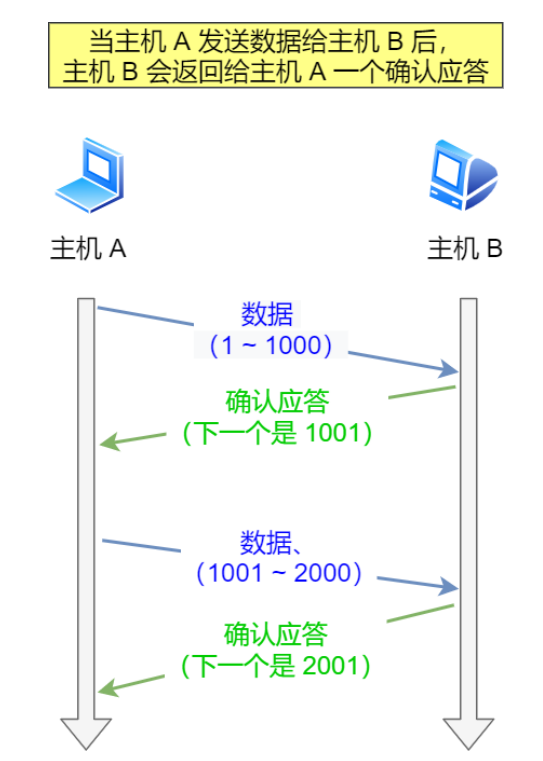 当主机 A 发送数据给主机 B 后，
主机 B 会返回给主机 A 一个确认应答
主机 A
主机 B
数据
（1 ~ 1000）
确认应答
（下一个是 1001）
数据、
（1001 ~ 2000）
确认应答
（下一个是 2001）